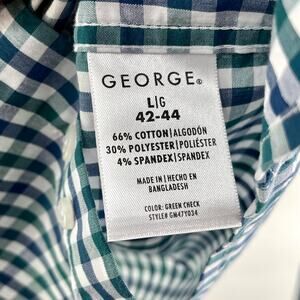 GEORGE®
L|G
42-44
66% COTTON|ALGODÓN
30% POLYESTER|POLIÉSTER
4% SPANDEX|SPANDEX
MADE IN|HECHO EN
BANGLADESH
COLOR: GREEN CHECK
STYLE# GM47Y034